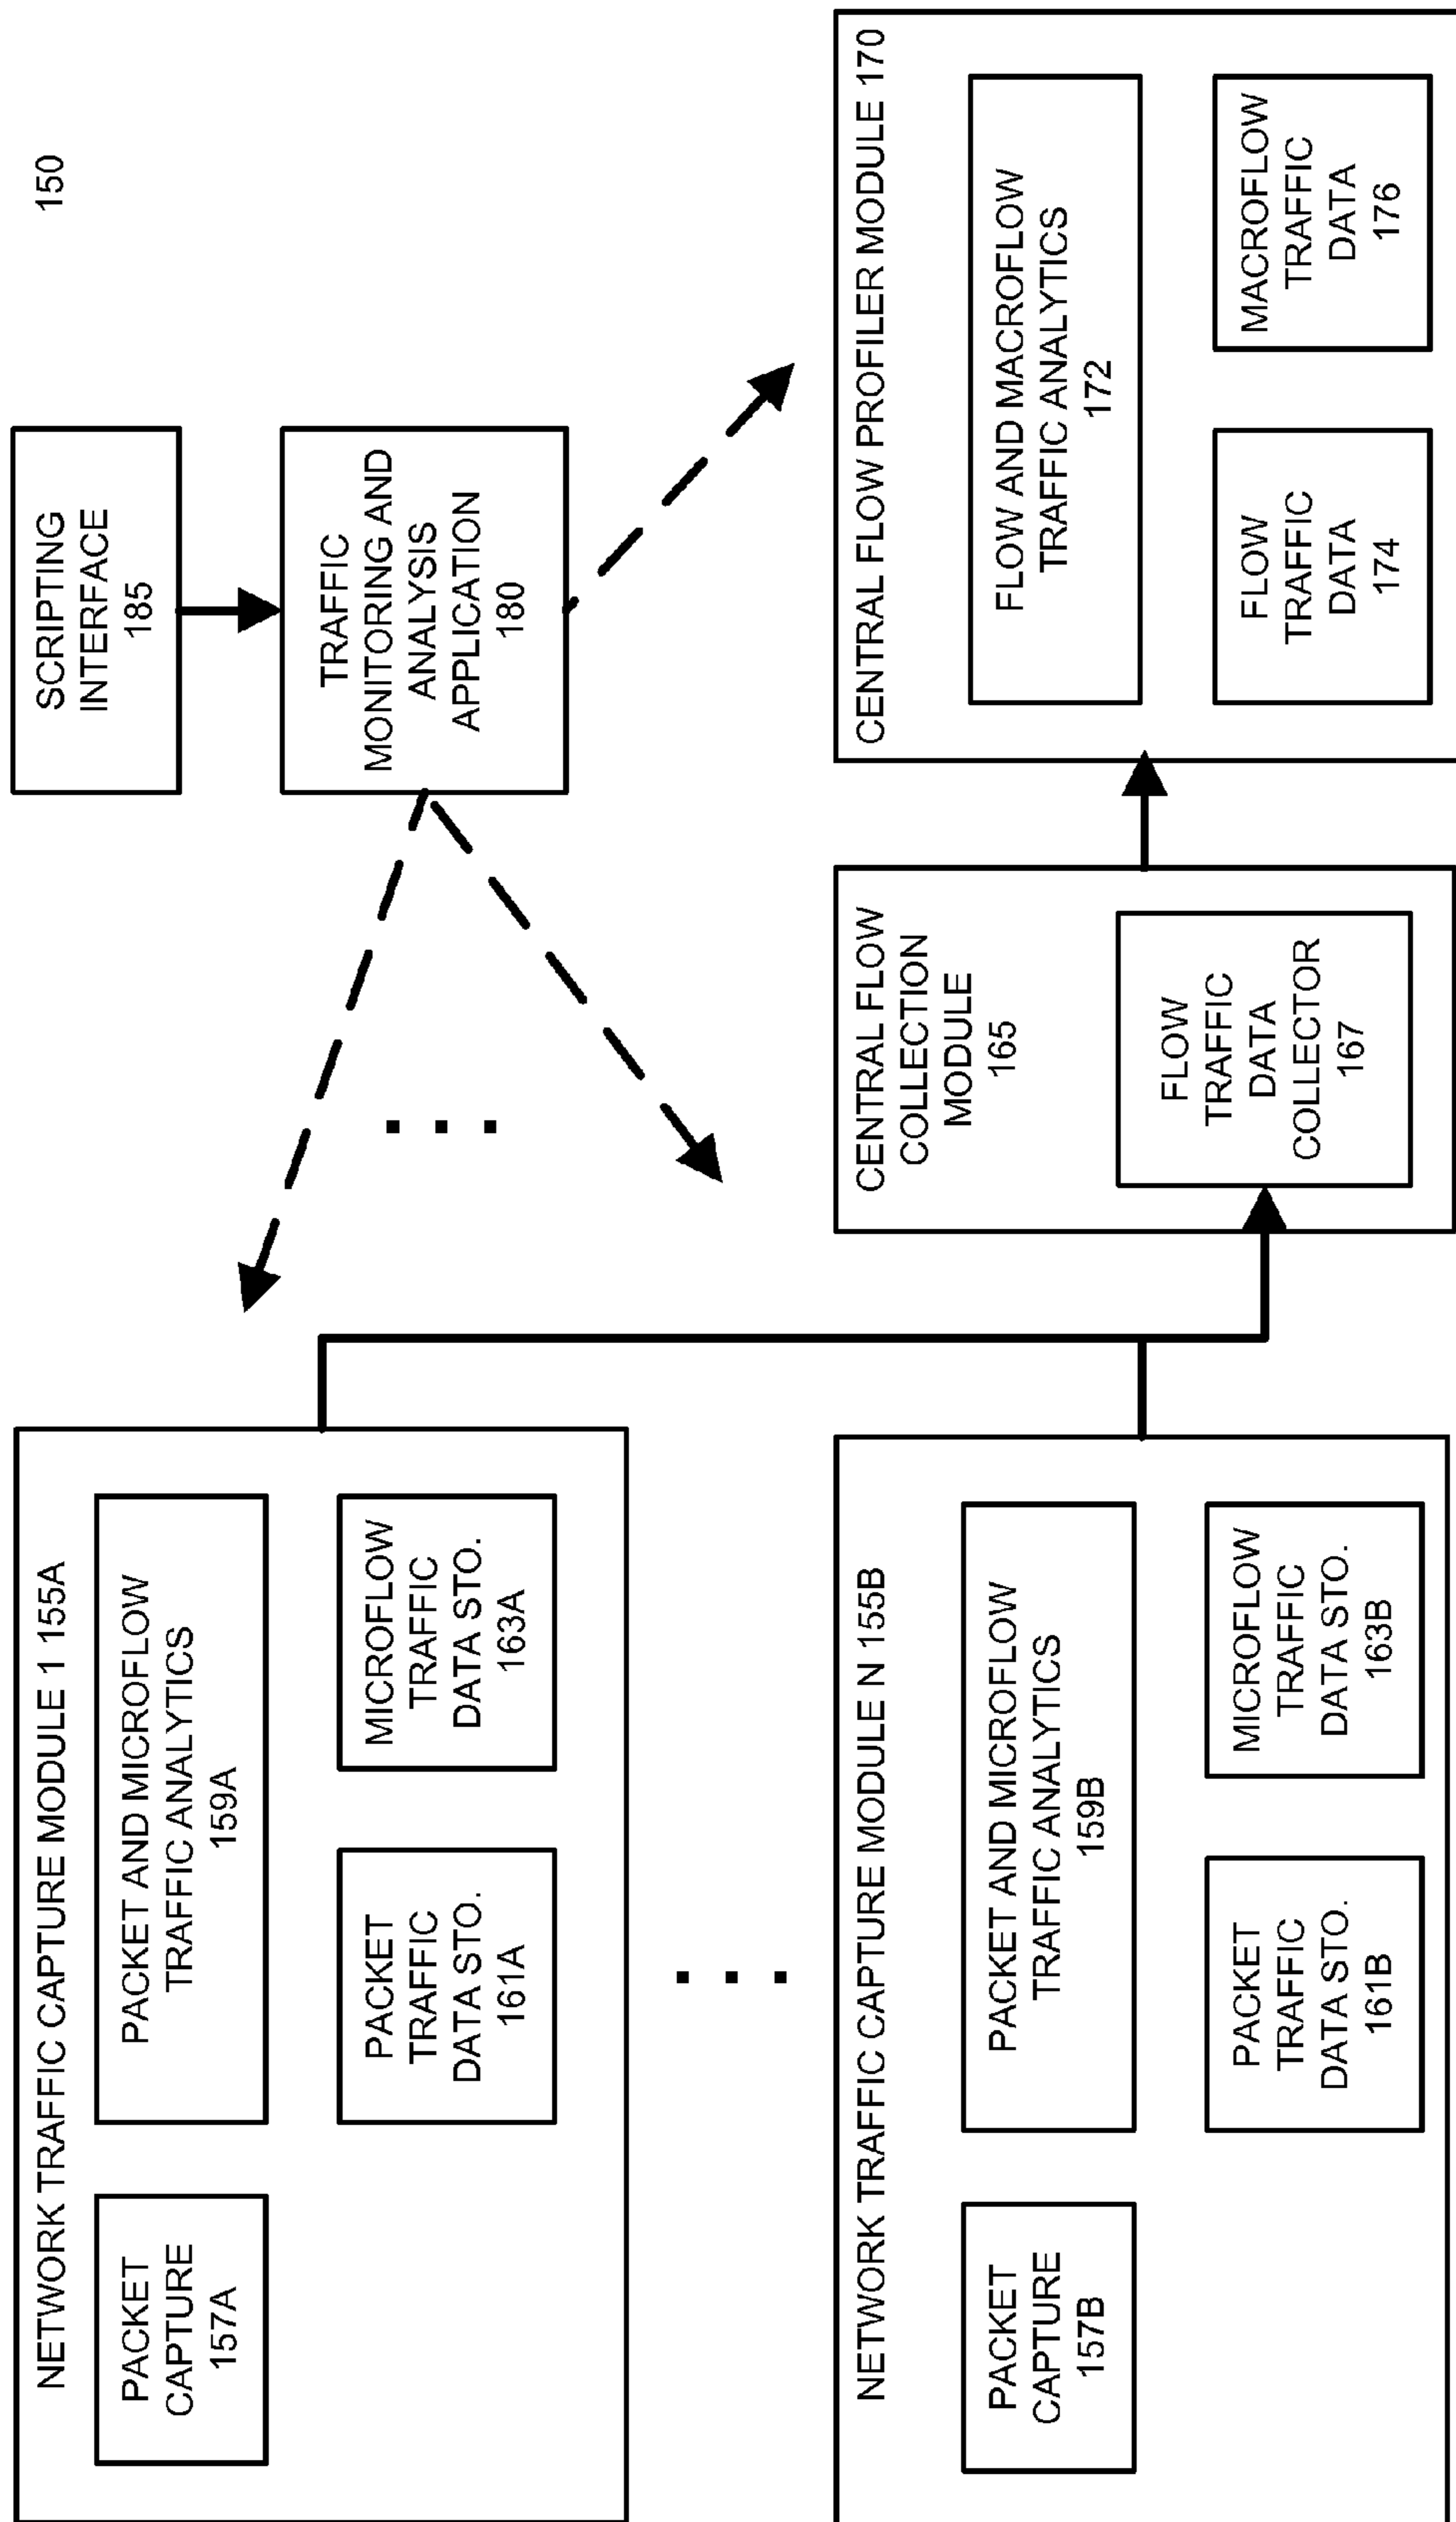 150
NETWORK TRAFFIC CAPTURE MODULE 1 155A
PACKET
CAPTURE
157A
PACKET AND MICROFLOW
TRAFFIC ANALYTICS
159A
PACKET
TRAFFIC
DATA STO.
161A
MICROFLOW
TRAFFIC
DATA STO.
163A
SCRIPTING
INTERFACE
185
TRAFFIC
MONITORING AND
ANALYSIS
APPLICATION
180
NETWORK TRAFFIC CAPTURE MODULE N 155B
PACKET
CAPTURE
157B
PACKET AND MICROFLOW
TRAFFIC ANALYTICS
159B
PACKET
TRAFFIC
DATA STO.
161B
MICROFLOW
TRAFFIC
DATA STO.
163B
CENTRAL FLOW
COLLECTION
MODULE
165
FLOW
TRAFFIC
DATA
COLLECTOR
167
CENTRAL FLOW PROFILER MODULE 170
FLOW AND MACROFLOW
TRAFFIC ANALYTICS
172
FLOW
TRAFFIC
DATA
174
MACROFLOW
TRAFFIC
DATA
176